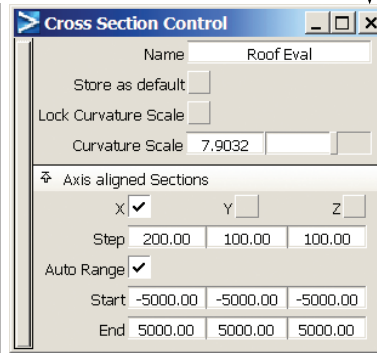 Cross Section Control
Name Roof Eval
Store as default
Lock Curvature Scale
Curvature Scale 7.9032
Axis aligned Sections
X Y Z
Step 200.00 100.00 100.00
Auto Range
Start -5000.00 -5000.00 -5000.00
End 5000.00 5000.00 5000.00